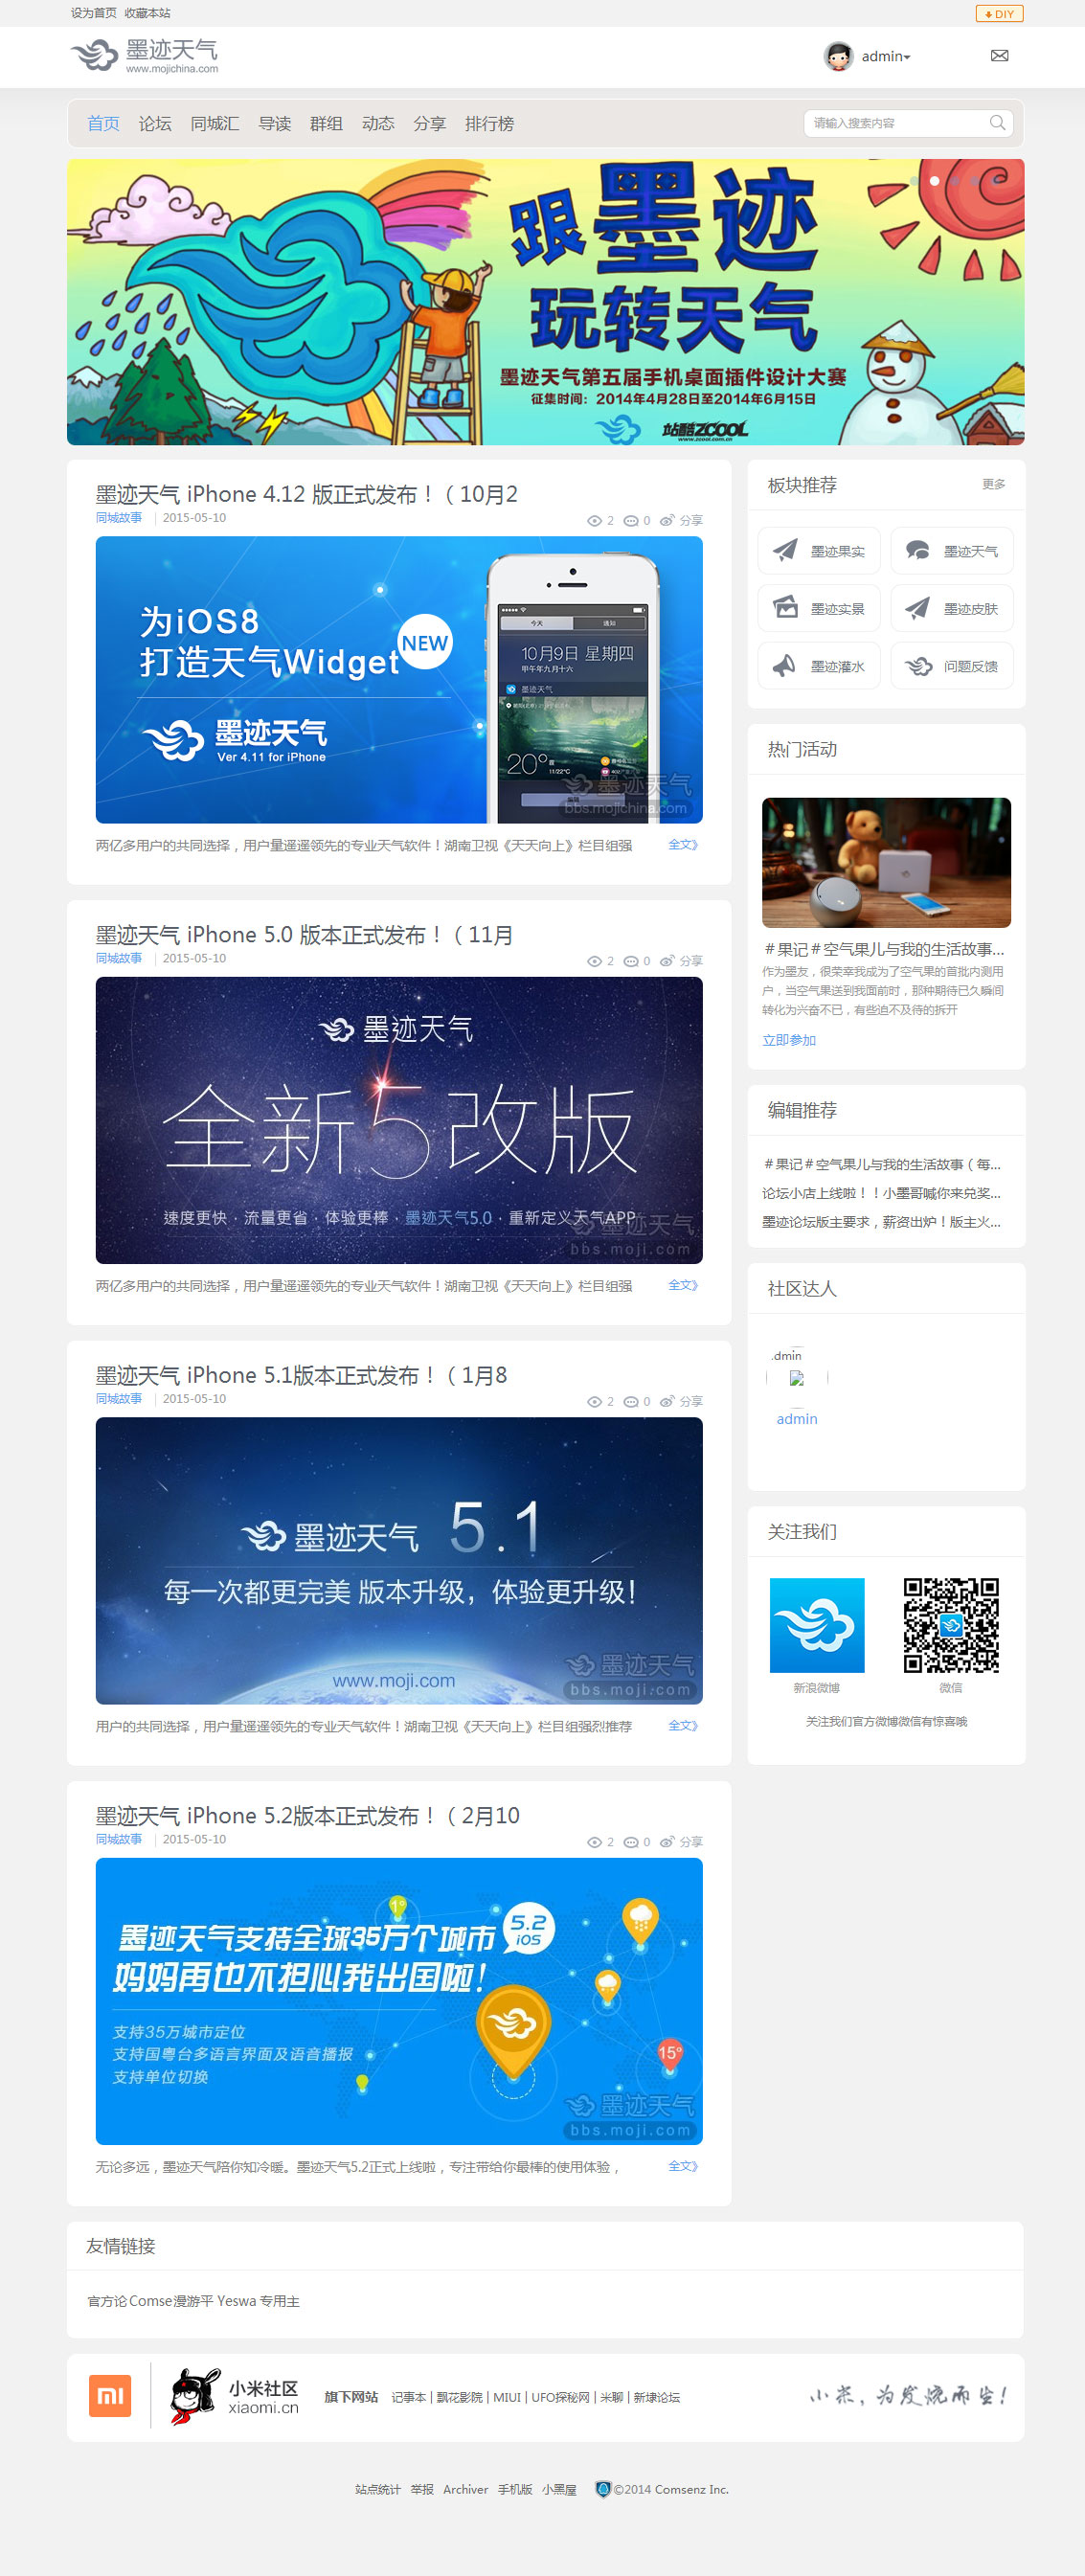 设为首页 收藏本站
DIY
墨迹天气
www.mojichina.com
admin
首页 论坛 同城汇 导读 群组 动态 分享 排行榜
请输入搜索内容
跟墨迹
玩转天气
墨迹天气第五届手机桌面插件设计大赛
征集时间：2014年4月28日至2014年6月15日
站酷ZCOOL
www.zcool.com.cn
墨迹天气 iPhone 4.12 版正式发布！（10月2
同城故事 2015-05-10
2 0 分享
为iOS8
打造天气Widget
NEW
墨迹天气
Ver 4.11 for iPhone
今天 通知
10月9日 星期四
甲午年九月十六
墨迹天气
20°
11/22°C
墨迹天气
bbs.mojichina.com
两亿多用户的共同选择，用户量遥遥领先的专业天气软件！湖南卫视《天天向上》栏目组强
全文》
墨迹天气 iPhone 5.0 版本正式发布！（11月
同城故事 2015-05-10
2 0 分享
墨迹天气
全新5改版
速度更快 · 流量更省 · 体验更棒 · 墨迹天气5.0 · 重新定义天气APP
墨迹天气
bbs.moji.com
两亿多用户的共同选择，用户量遥遥领先的专业天气软件！湖南卫视《天天向上》栏目组强
全文》
墨迹天气 iPhone 5.1版本正式发布！（1月8
同城故事 2015-05-10
2 0 分享
墨迹天气 5.1
每一次都更完美 版本升级，体验更升级！
www.moji.com
墨迹天气
bbs.moji.com
用户的共同选择，用户量遥遥领先的专业天气软件！湖南卫视《天天向上》栏目组强烈推荐
全文》
墨迹天气 iPhone 5.2版本正式发布！（2月10
同城故事 2015-05-10
2 0 分享
墨迹天气支持全球35万个城市
妈妈再也不担心我出国啦！
5.2
iOS
1°
15°
支持35万城市定位
支持国粤台多语言界面及语音播报
支持单位切换
墨迹天气
bbs.moji.com
无论多远，墨迹天气陪你知冷暖。墨迹天气5.2正式上线啦，专注带给你最棒的使用体验，
全文》
板块推荐
更多
墨迹果实 墨迹天气
墨迹实景 墨迹皮肤
墨迹灌水 问题反馈
热门活动
＃果记＃空气果儿与我的生活故事...
作为墨友，很荣幸我成为了空气果的首批内测用
户，当空气果送到我面前时，那种期待已久瞬间
转化为兴奋不已，有些迫不及待的拆开
立即参加
编辑推荐
＃果记＃空气果儿与我的生活故事（每...
论坛小店上线啦！！小墨哥喊你来兑奖...
墨迹论坛版主要求，薪资出炉！版主火...
社区达人
.dmin
admin
关注我们
新浪微博 微信
关注我们官方微博微信有惊喜哦
友情链接
官方论 Comse漫游平 Yeswa 专用主
小米社区
xiaomi.cn
旗下网站 记事本 | 飘花影院 | MIUI | UFO探秘网 | 米聊 | 新埭论坛
小米，为发烧而生！
站点统计 举报 Archiver 手机版 小黑屋 ©2014 Comsenz Inc.